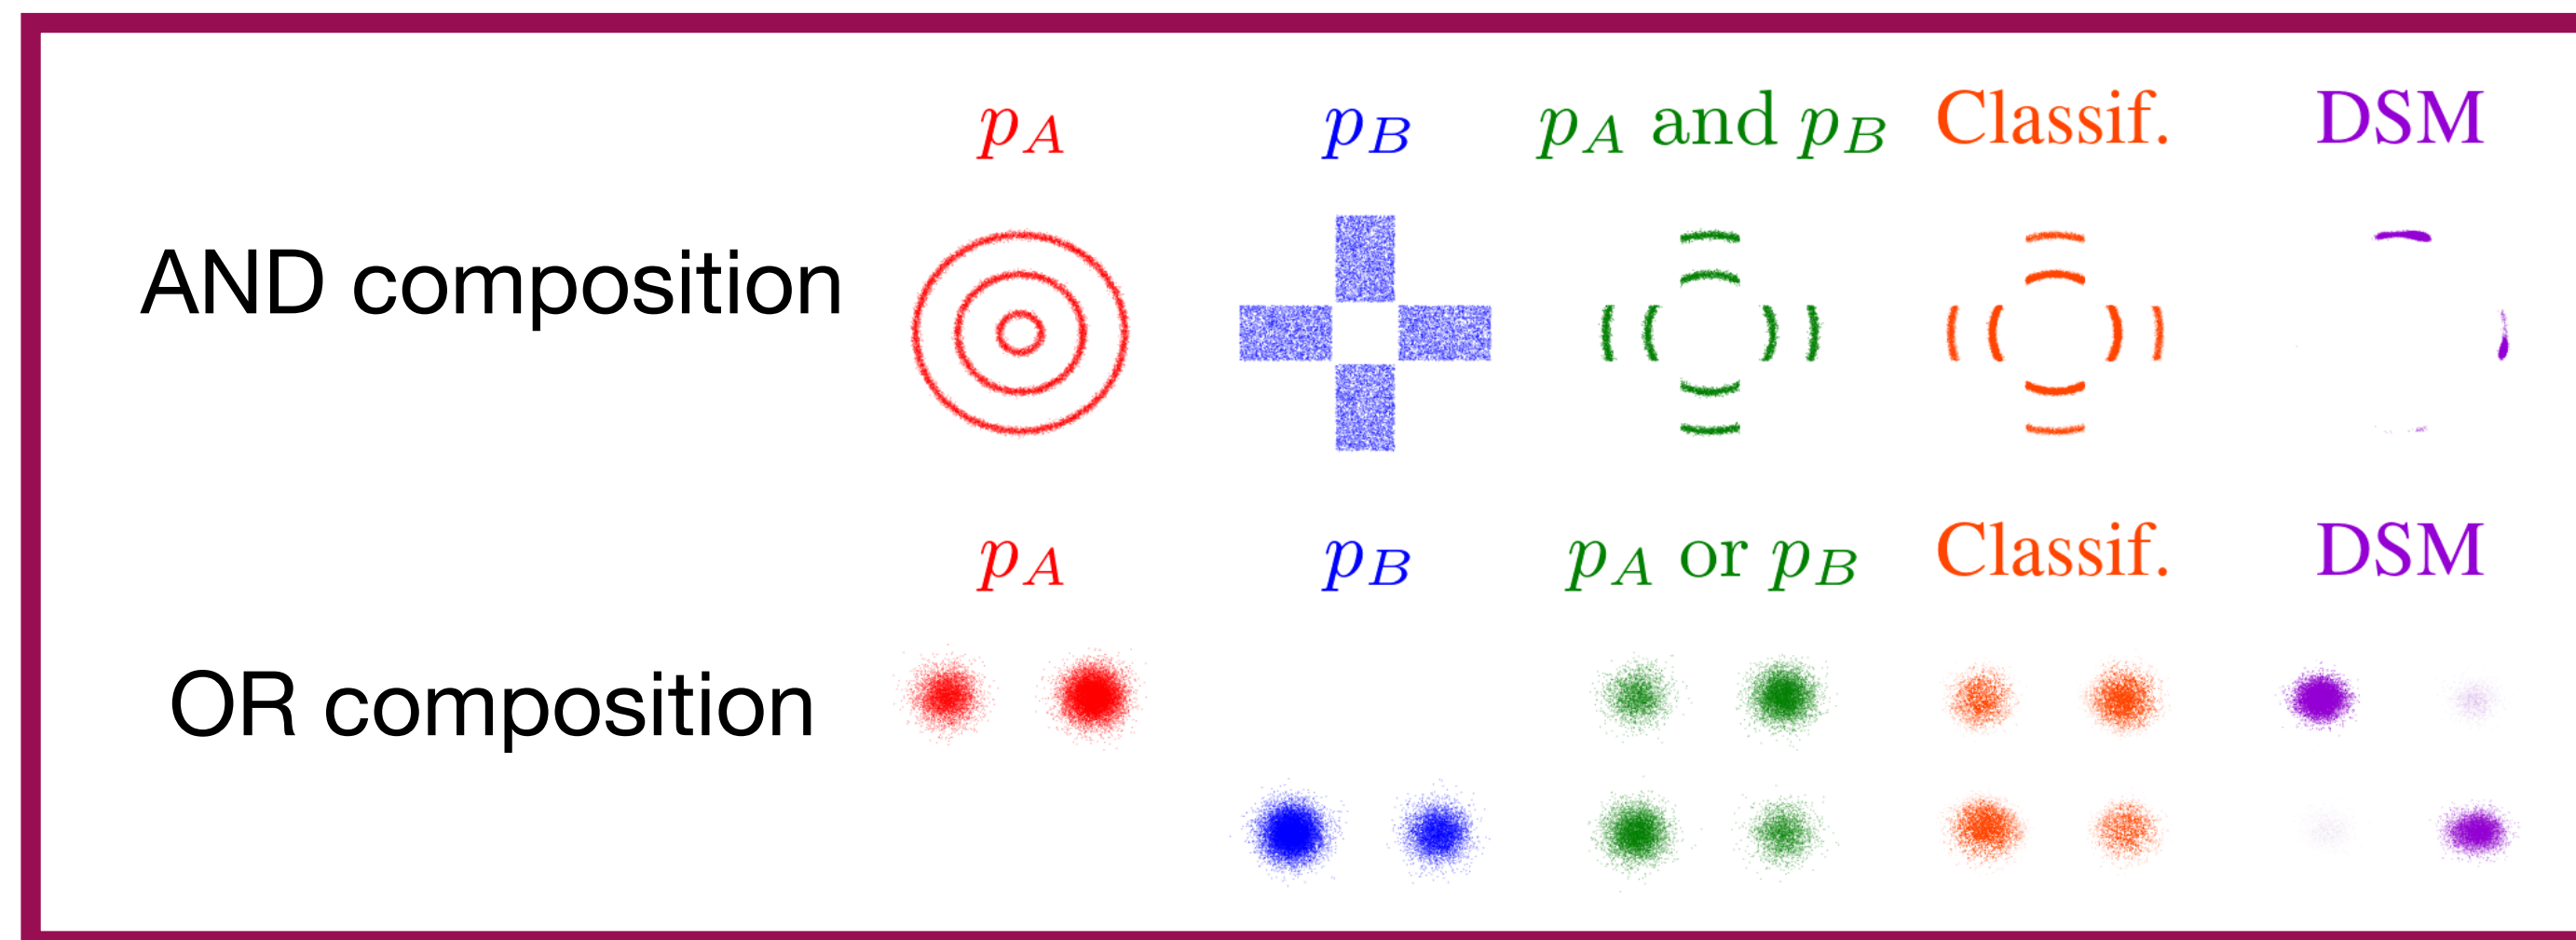 p_A p_B p_A and p_B Classif. DSM
AND composition
p_A p_B p_A or p_B Classif. DSM
OR composition